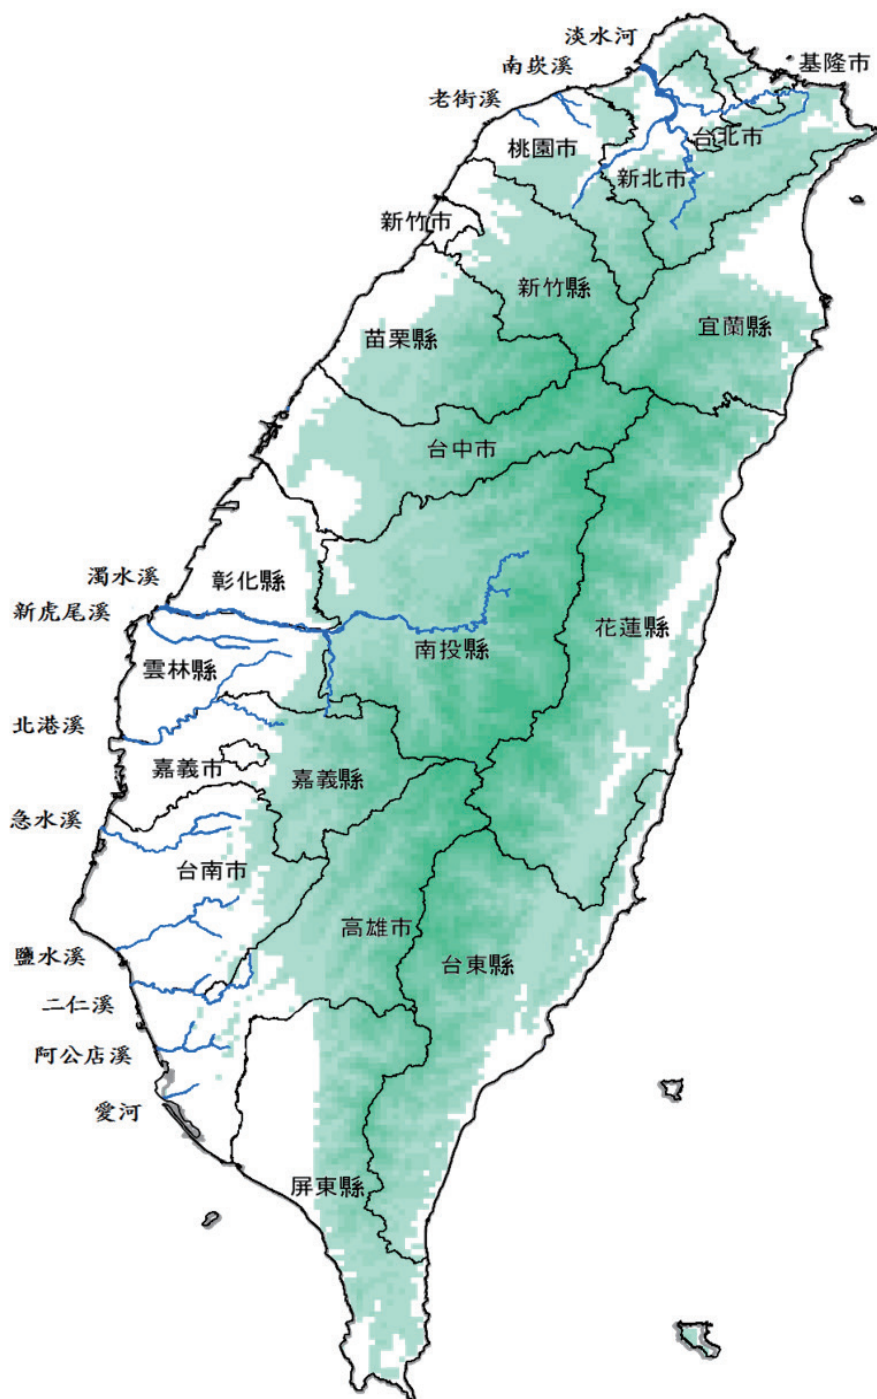 淡水河
南崁溪
基隆市
老街溪
台北市
桃園市
新北市
新竹市
新竹縣
宜蘭縣
苗栗縣
台中市
濁水溪
彰化縣
新虎尾溪
花蓮縣
南投縣
雲林縣
北港溪
嘉義市
嘉義縣
急水溪
台南市
高雄市
台東縣
鹽水溪
二仁溪
阿公店溪
愛河
屏東縣